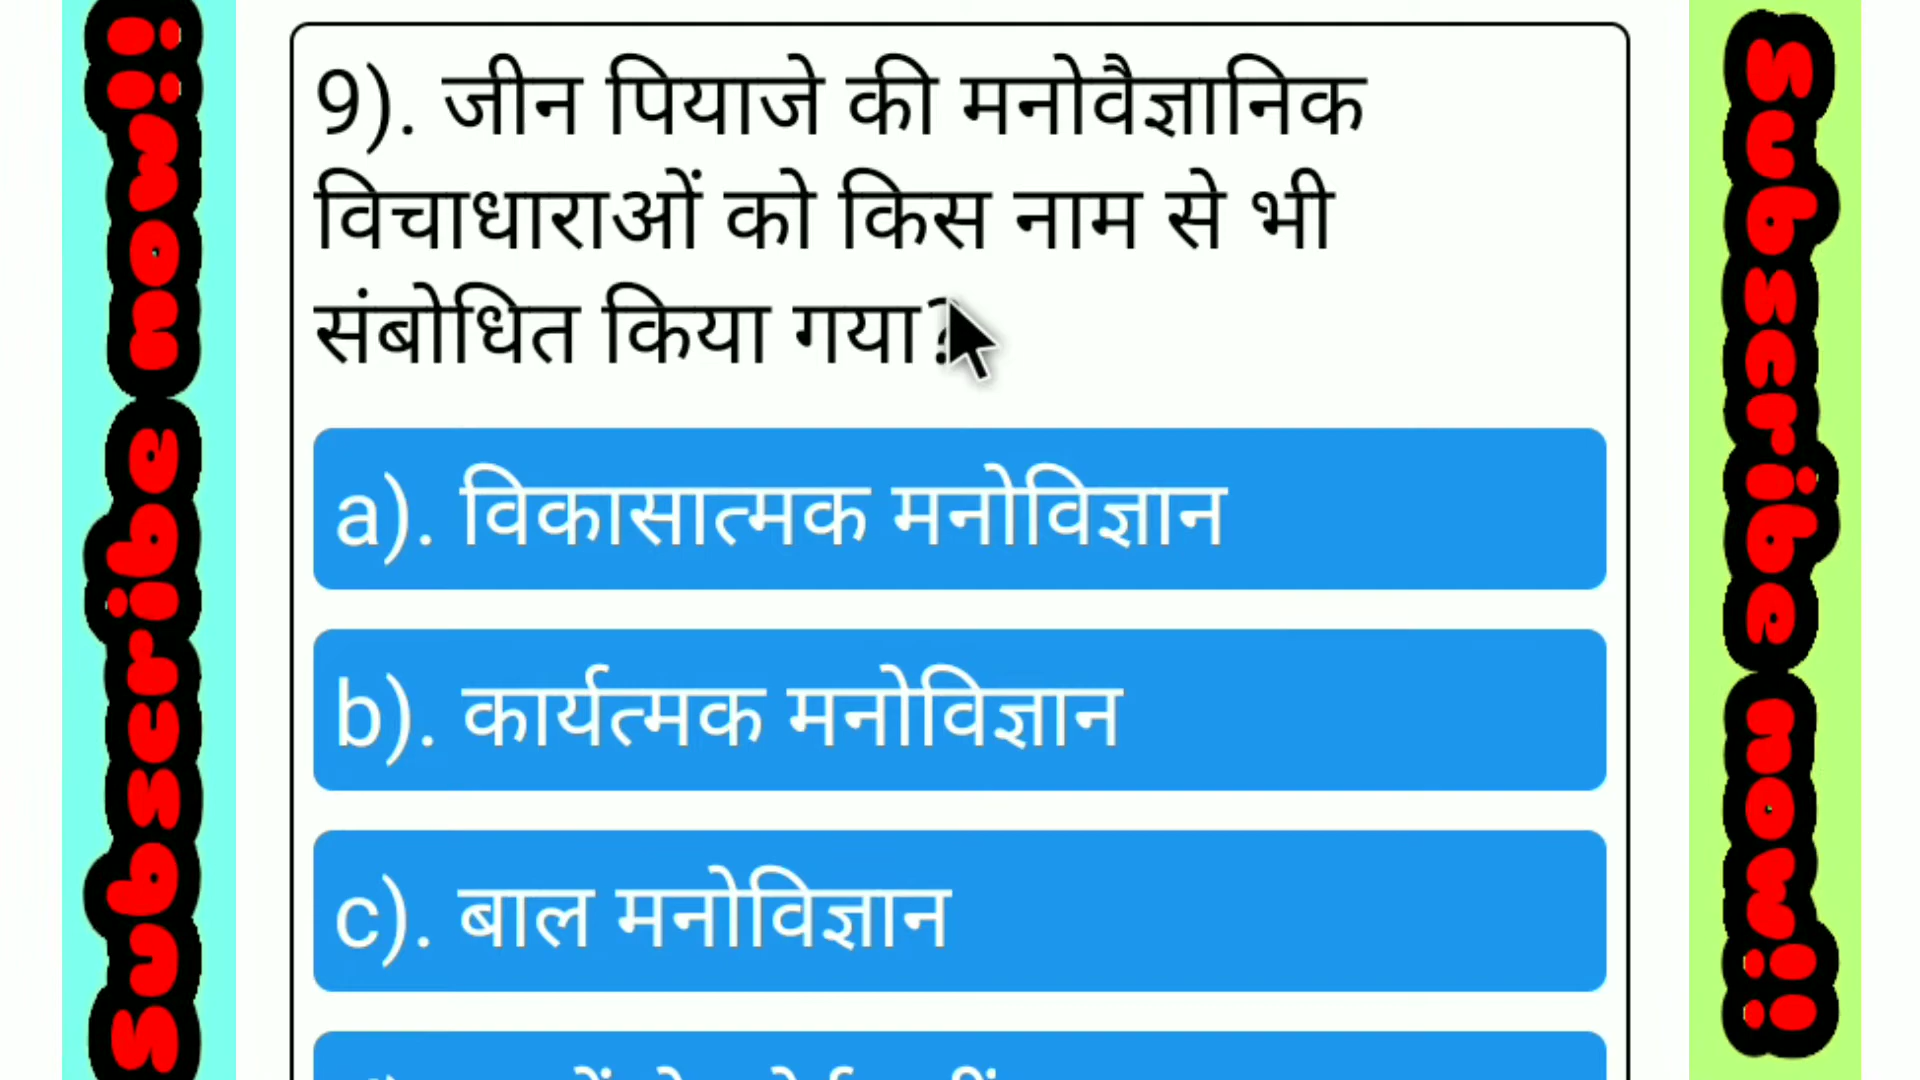 Subscribe now!!
9). जीन पियाजे की मनोवैज्ञानिक
विचाधाराओं को किस नाम से भी
संबोधित किया गया?
a). विकासात्मक मनोविज्ञान
b). कार्यत्मक मनोविज्ञान
c). बाल मनोविज्ञान
Subscribe now!!